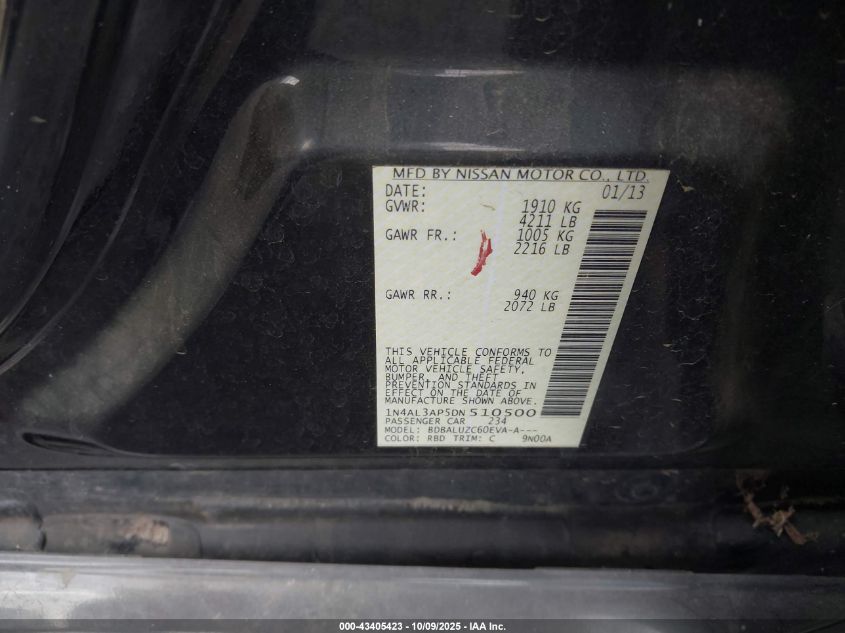 MFD BY NISSAN MOTOR CO., LTD.
DATE: 01/13
GVWR: 1910 KG
4211 LB
GAWR FR.: 1005 KG
2216 LB
GAWR RR.: 940 KG
2072 LB
THIS VEHICLE CONFORMS TO
ALL APPLICABLE FEDERAL
MOTOR VEHICLE SAFETY,
BUMPER, AND THEFT
PREVENTION STANDARDS IN
EFFECT ON THE DATE OF
MANUFACTURE SHOWN ABOVE.
1N4AL3AP5DN510500
PASSENGER CAR 234
MODEL: BDBALUZC60EVA-A---
COLOR: RBD TRIM: C 9N00A
000-43405423 - 10/09/2025 - IAA Inc.